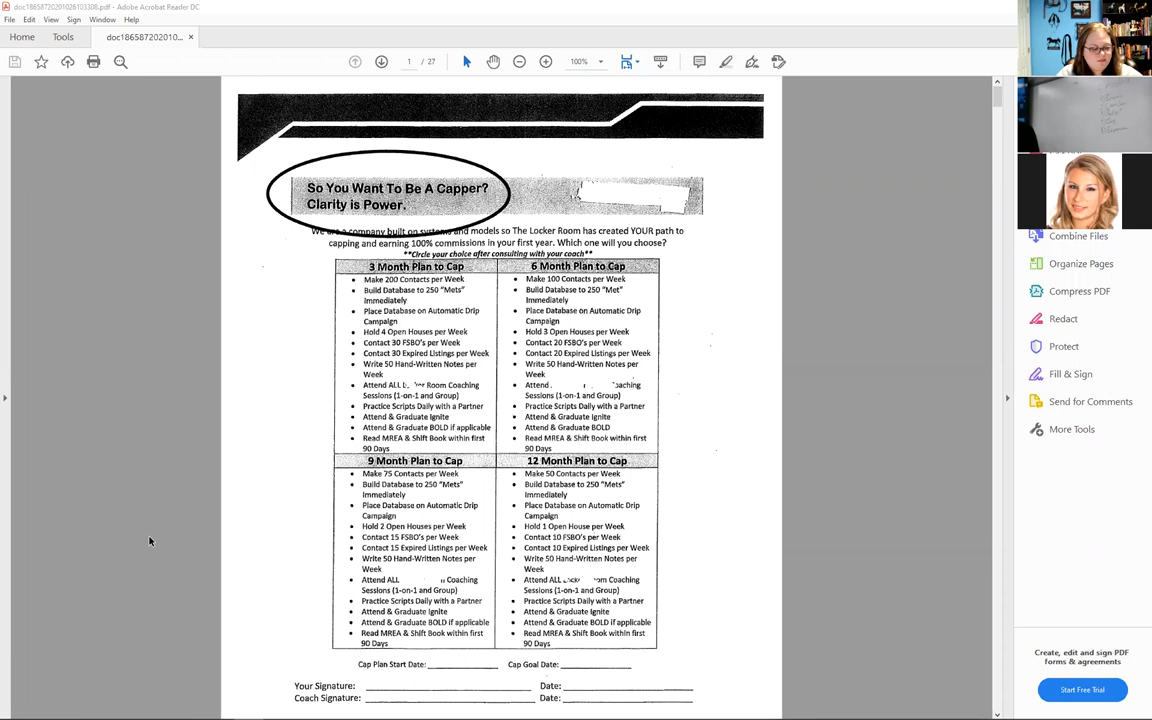 doc18658720201026103308.pdf - Adobe Acrobat Reader DC
File Edit View Sign Window Help
Home Tools doc186587202010... ×
1 / 27 100%
So You Want To Be A Capper?
Clarity is Power.
We are a company built on systems and models so The Locker Room has created YOUR path to
capping and earning 100% commissions in your first year. Which one will you choose?
**Circle your choice after consulting with your coach**
3 Month Plan to Cap
• Make 200 Contacts per Week
• Build Database to 250 "Mets"
Immediately
• Place Database on Automatic Drip
Campaign
• Hold 4 Open Houses per Week
• Contact 30 FSBO's per Week
• Contact 30 Expired Listings per Week
• Write 50 Hand-Written Notes per
Week
• Attend ALL Room Coaching
Sessions (1-on-1 and Group)
• Practice Scripts Daily with a Partner
• Attend & Graduate Ignite
• Attend & Graduate BOLD if applicable
• Read MREA & Shift Book within first
90 Days
6 Month Plan to Cap
• Make 100 Contacts per Week
• Build Database to 250 "Met"
Immediately
• Place Database on Automatic Drip
Campaign
• Hold 3 Open Houses per Week
• Contact 20 FSBO's per Week
• Contact 20 Expired Listings per Week
• Write 50 Hand-Written Notes per
Week
• Attend Coaching
Sessions (1-on-1 and Group)
• Practice Scripts Daily with a Partner
• Attend & Graduate Ignite
• Attend & Graduate BOLD
• Read MREA & Shift Book within first
90 Days
9 Month Plan to Cap
• Make 75 Contacts per Week
• Build Database to 250 "Mets"
Immediately
• Place Database on Automatic Drip
Campaign
• Hold 2 Open Houses per Week
• Contact 15 FSBO's per Week
• Contact 15 Expired Listings per Week
• Write 50 Hand-Written Notes per
Week
• Attend ALL Coaching
Sessions (1-on-1 and Group)
• Practice Scripts Daily with a Partner
• Attend & Graduate Ignite
• Attend & Graduate BOLD if applicable
• Read MREA & Shift Book within first
90 Days
12 Month Plan to Cap
• Make 50 Contacts per Week
• Build Database to 250 "Mets"
Immediately
• Place Database on Automatic Drip
Campaign
• Hold 1 Open House per Week
• Contact 10 FSBO's per Week
• Contact 10 Expired Listings per Week
• Write 50 Hand-Written Notes per
Week
• Attend ALL Coaching
Sessions (1-on-1 and Group)
• Practice Scripts Daily with a Partner
• Attend & Graduate Ignite
• Attend & Graduate BOLD if applicable
• Read MREA & Shift Book within first
90 Days
Cap Plan Start Date: Cap Goal Date:
Your Signature: Date:
Coach Signature: Date:
Combine Files
Organize Pages
Compress PDF
Redact
Protect
Fill & Sign
Send for Comments
More Tools
Create, edit and sign PDF
forms & agreements
Start Free Trial